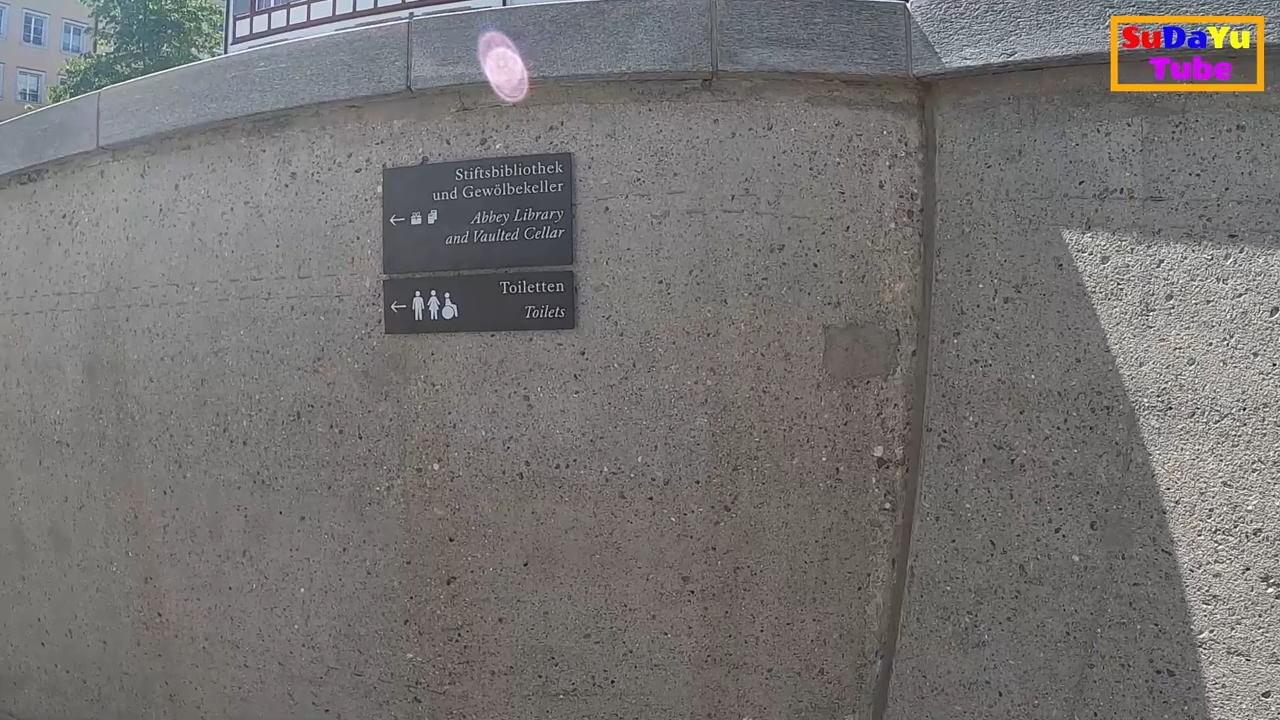 SuDaYu
Tube
Stiftsbibliothek
und Gewölbekeller
Abbey Library
and Vaulted Cellar
Toiletten
Toilets